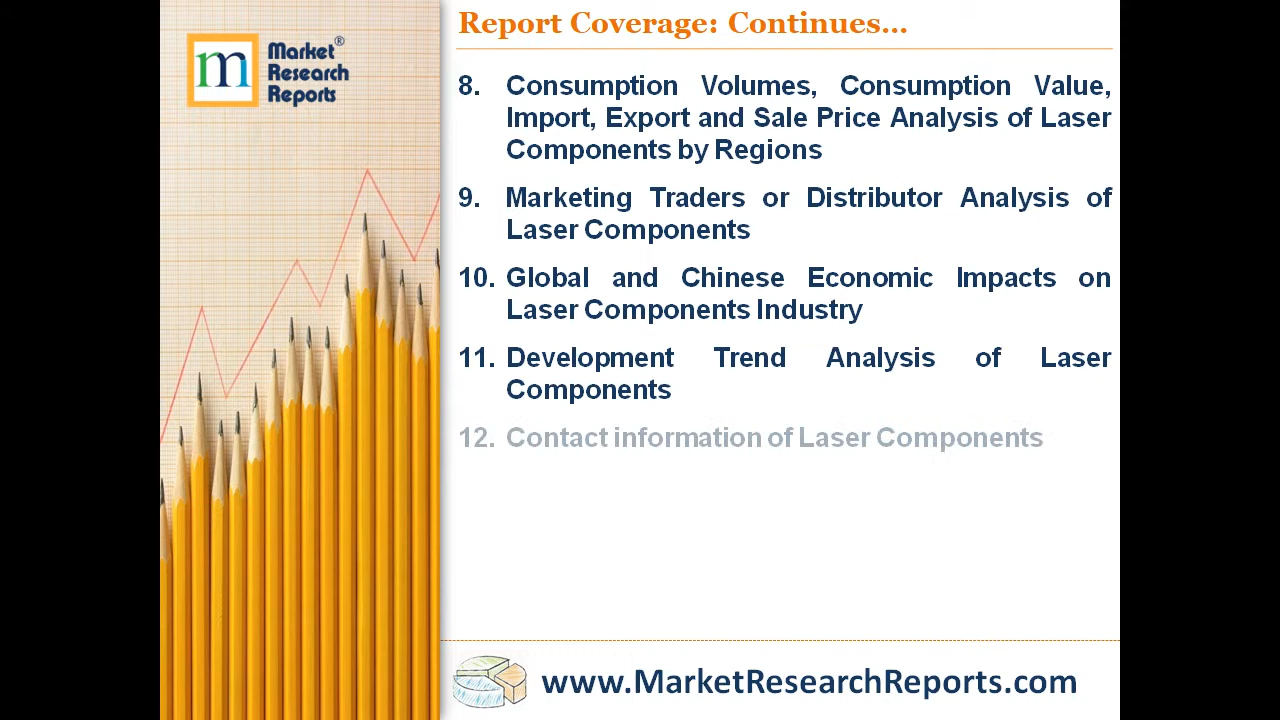 Market®
Research
Reports
Report Coverage: Continues...
8. Consumption Volumes, Consumption Value,
Import, Export and Sale Price Analysis of Laser
Components by Regions
9. Marketing Traders or Distributor Analysis of
Laser Components
10. Global and Chinese Economic Impacts on
Laser Components Industry
11. Development Trend Analysis of Laser
Components
12. Contact information of Laser Components
www.MarketResearchReports.com